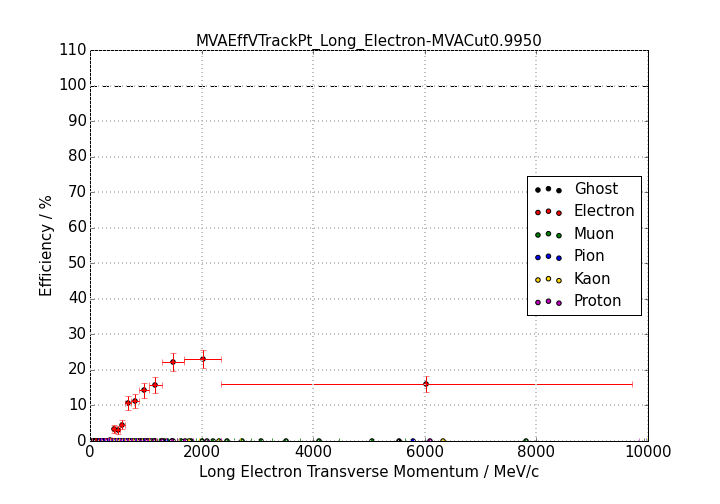 MVAEffVTrackPt_Long_Electron-MVACut0.9950
110
100
90
80
70
60
50
40
30
20
10
0
Efficiency / %
Ghost
Electron
Muon
Pion
Kaon
Proton
0 2000 4000 6000 8000 10000
Long Electron Transverse Momentum / MeV/c